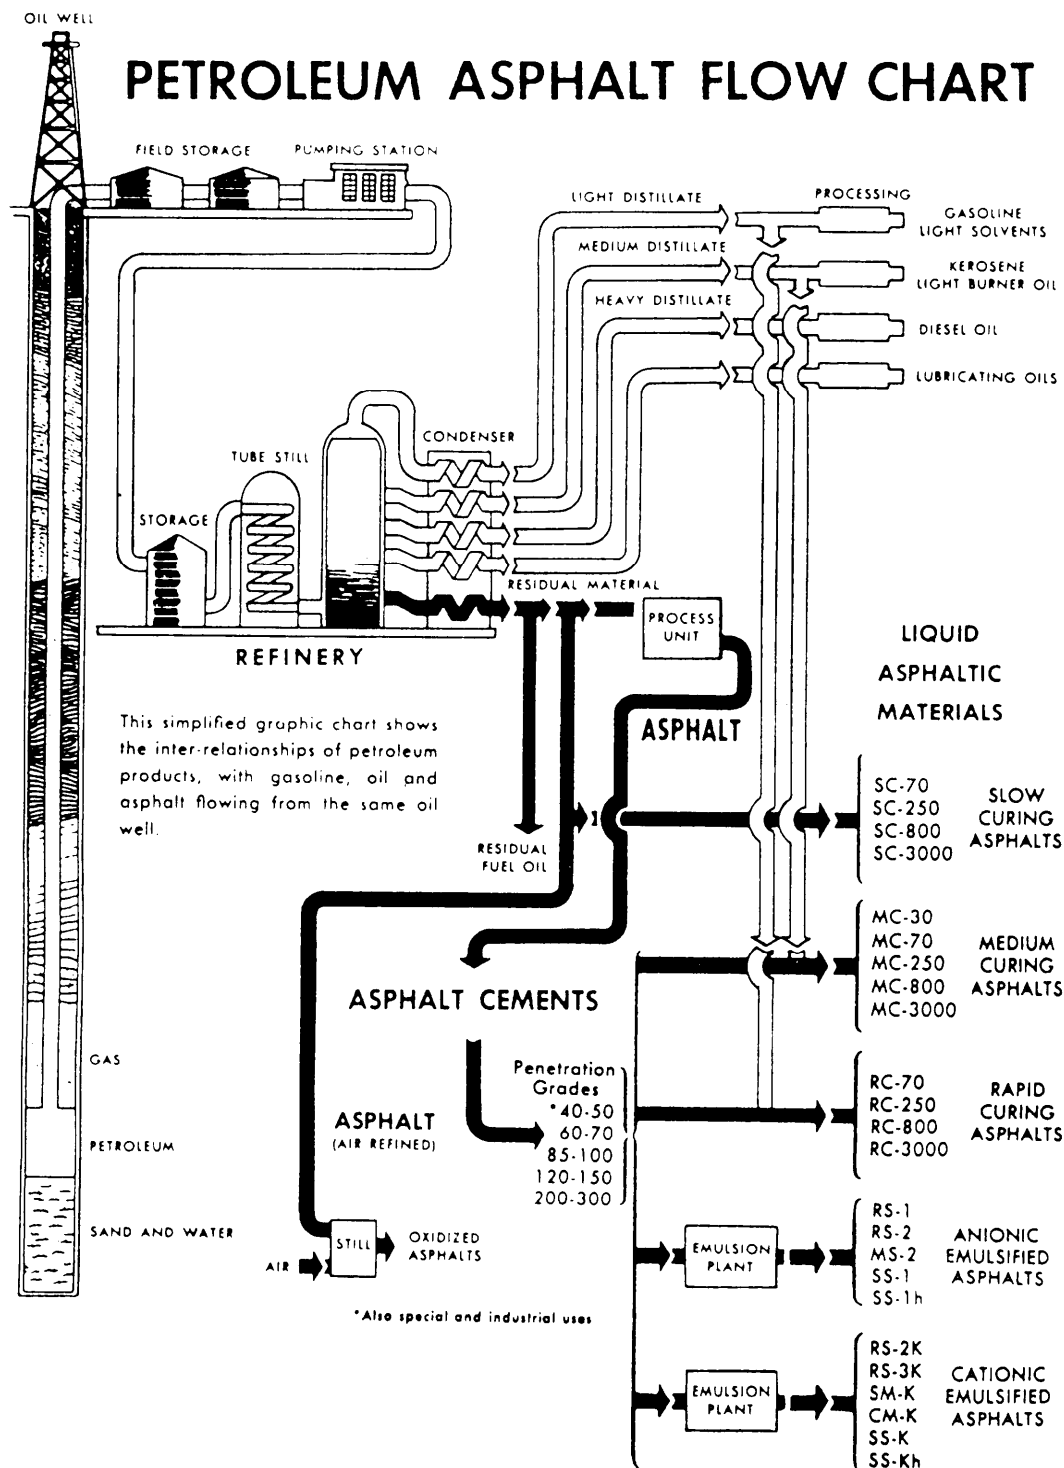 OIL WELL
PETROLEUM ASPHALT FLOW CHART
FIELD STORAGE
PUMPING STATION
LIGHT DISTILLATE
PROCESSING
GASOLINE
LIGHT SOLVENTS
MEDIUM DISTILLATE
KEROSENE
LIGHT BURNER OIL
HEAVY DISTILLATE
DIESEL OIL
LUBRICATING OILS
CONDENSER
TUBE STILL
STORAGE
RESIDUAL MATERIAL
PROCESS
UNIT
REFINERY
LIQUID
ASPHALTIC
MATERIALS
This simplified graphic chart shows
the inter-relationships of petroleum
products, with gasoline, oil and
asphalt flowing from the same oil
well.
ASPHALT
RESIDUAL
FUEL OIL
SC-70
SC-250
SC-800
SC-3000
SLOW
CURING
ASPHALTS
MC-30
MC-70
MC-250
MC-800
MC-3000
MEDIUM
CURING
ASPHALTS
ASPHALT CEMENTS
GAS
PETROLEUM
SAND AND WATER
ASPHALT
(AIR REFINED)
Penetration
Grades
*40-50
60-70
85-100
120-150
200-300
RC-70
RC-250
RC-800
RC-3000
RAPID
CURING
ASPHALTS
AIR
STILL
OXIDIZED
ASPHALTS
EMULSION
PLANT
RS-1
RS-2
MS-2
SS-1
SS-1h
ANIONIC
EMULSIFIED
ASPHALTS
*Also special and industrial uses
EMULSION
PLANT
RS-2K
RS-3K
SM-K
CM-K
SS-K
SS-Kh
CATIONIC
EMULSIFIED
ASPHALTS